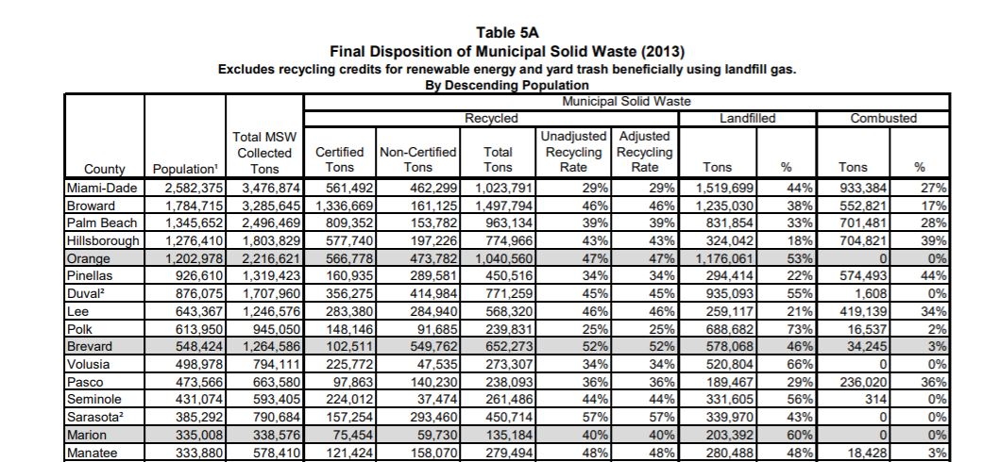 Table 5A
Final Disposition of Municipal Solid Waste (2013)
Excludes recycling credits for renewable energy and yard trash beneficially using landfill gas.
By Descending Population
Municipal Solid Waste
Recycled Landfilled Combusted
County Population¹ Total MSW Collected Tons Certified Tons Non-Certified Tons Total Tons Unadjusted Recycling Rate Adjusted Recycling Rate Tons % Tons %
Miami-Dade 2,582,375 3,476,874 561,492 462,299 1,023,791 29% 29% 1,519,699 44% 933,384 27%
Broward 1,784,715 3,285,645 1,336,669 161,125 1,497,794 46% 46% 1,235,030 38% 552,821 17%
Palm Beach 1,345,652 2,496,469 809,352 153,782 963,134 39% 39% 831,854 33% 701,481 28%
Hillsborough 1,276,410 1,803,829 577,740 197,226 774,966 43% 43% 324,042 18% 704,821 39%
Orange 1,202,978 2,216,621 566,778 473,782 1,040,560 47% 47% 1,176,061 53% 0 0%
Pinellas 926,610 1,319,423 160,935 289,581 450,516 34% 34% 294,414 22% 574,493 44%
Duval² 876,075 1,707,960 356,275 414,984 771,259 45% 45% 935,093 55% 1,608 0%
Lee 643,367 1,246,576 283,380 284,940 568,320 46% 46% 259,117 21% 419,139 34%
Polk 613,950 945,050 148,146 91,685 239,831 25% 25% 688,682 73% 16,537 2%
Brevard 548,424 1,264,586 102,511 549,762 652,273 52% 52% 578,068 46% 34,245 3%
Volusia 498,978 794,111 225,772 47,535 273,307 34% 34% 520,804 66% 0 0%
Pasco 473,566 663,580 97,863 140,230 238,093 36% 36% 189,467 29% 236,020 36%
Seminole 431,074 593,405 224,012 37,474 261,486 44% 44% 331,605 56% 314 0%
Sarasota² 385,292 790,684 157,254 293,460 450,714 57% 57% 339,970 43% 0 0%
Marion 335,008 338,576 75,454 59,730 135,184 40% 40% 203,392 60% 0 0%
Manatee 333,880 578,410 121,424 158,070 279,494 48% 48% 280,488 48% 18,428 3%